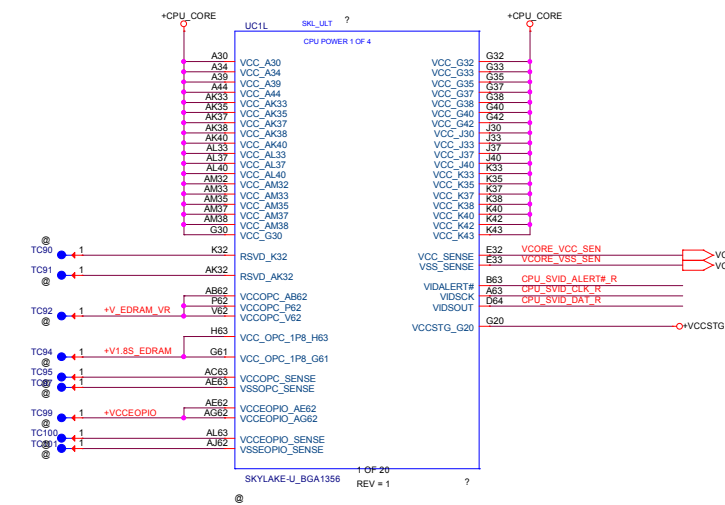 +CPU_CORE +CPU_CORE
UC1L SKL_ULT ?
CPU POWER 1 OF 4
A30 VCC_A30 VCC_G32 G32
A34 VCC_A34 VCC_G33 G33
A39 VCC_A39 VCC_G35 G35
A44 VCC_A44 VCC_G37 G37
AK33 VCC_AK33 VCC_G38 G38
AK35 VCC_AK35 VCC_G40 G40
AK37 VCC_AK37 VCC_G42 G42
AK38 VCC_AK38 VCC_J30 J30
AK40 VCC_AK40 VCC_J33 J33
AL33 VCC_AL33 VCC_J37 J37
AL37 VCC_AL37 VCC_J40 J40
AL40 VCC_AL40 VCC_K33 K33
AM32 VCC_AM32 VCC_K35 K35
AM33 VCC_AM33 VCC_K37 K37
AM35 VCC_AM35 VCC_K38 K38
AM37 VCC_AM37 VCC_K40 K40
AM38 VCC_AM38 VCC_K42 K42
G30 VCC_G30 VCC_K43 K43
@
TC90 1 K32 RSVD_K32 VCC_SENSE E32 VCORE_VCC_SEN VC
VSS_SENSE E33 VCORE_VSS_SEN VC
TC91 1 AK32 RSVD_AK32
@
VIDALERT# B63 CPU_SVID_ALERT#_R
VIDSCK A63 CPU_SVID_CLK_R
VIDSOUT D64 CPU_SVID_DAT_R
AB62 VCCOPC_AB62
P62 VCCOPC_P62
TC92 1 +V_EDRAM_VR V62 VCCOPC_V62
@
VCCSTG_G20 G20 +VCCSTG
H63 VCC_OPC_1P8_H63
TC94 1 +V1.8S_EDRAM G61 VCC_OPC_1P8_G61
@
TC95 1 AC63 VCCOPC_SENSE
1 AE63 VSSOPC_SENSE
@
AE62 VCCEOPIO_AE62
TC99 1 +VCCEOPIO AG62 VCCEOPIO_AG62
@
TC100 1 AL63 VCCEOPIO_SENSE
TC101 1 AJ62 VSSEOPIO_SENSE
@
1 OF 20
SKYLAKE-U_BGA1356 REV = 1 ?
@